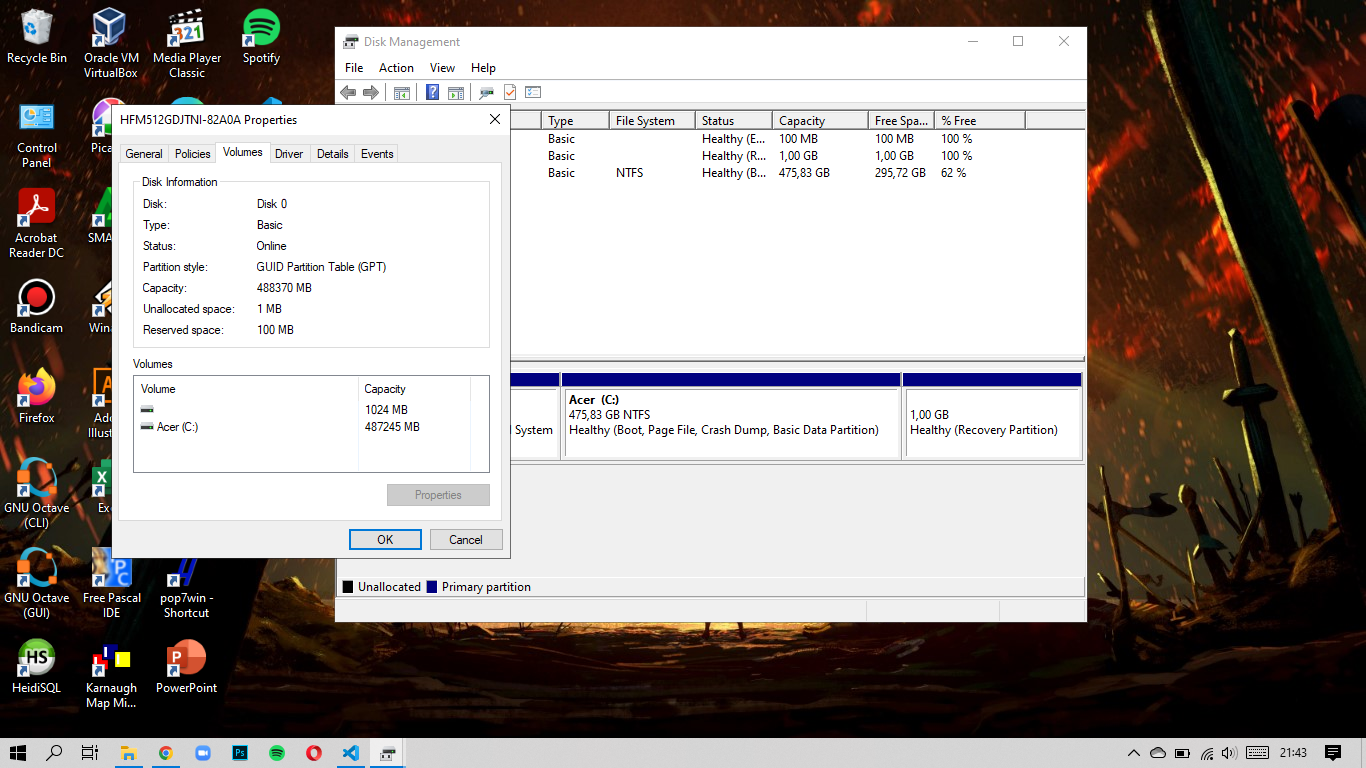 Recycle Bin
Oracle VM
VirtualBox
Media Player
Classic
Spotify
Control
Panel
Pica
Acrobat
Reader DC
SMA
Bandicam
Wina
Firefox
Ado
Illust
GNU Octave
(CLI)
Ex
GNU Octave
(GUI)
Free Pascal
IDE
pop7win -
Shortcut
HeidiSQL
Karnaugh
Map Mi...
PowerPoint
Disk Management
File Action View Help
Type File System Status Capacity Free Spa... % Free
Basic Healthy (E... 100 MB 100 MB 100 %
Basic Healthy (R... 1,00 GB 1,00 GB 100 %
Basic NTFS Healthy (B... 475,83 GB 295,72 GB 62 %
System
Acer (C:)
475,83 GB NTFS
Healthy (Boot, Page File, Crash Dump, Basic Data Partition)
1,00 GB
Healthy (Recovery Partition)
Unallocated Primary partition
HFM512GDJTNI-82A0A Properties
General Policies Volumes Driver Details Events
Disk Information
Disk: Disk 0
Type: Basic
Status: Online
Partition style: GUID Partition Table (GPT)
Capacity: 488370 MB
Unallocated space: 1 MB
Reserved space: 100 MB
Volumes
Volume Capacity
1024 MB
Acer (C:) 487245 MB
Properties
OK Cancel
21:43